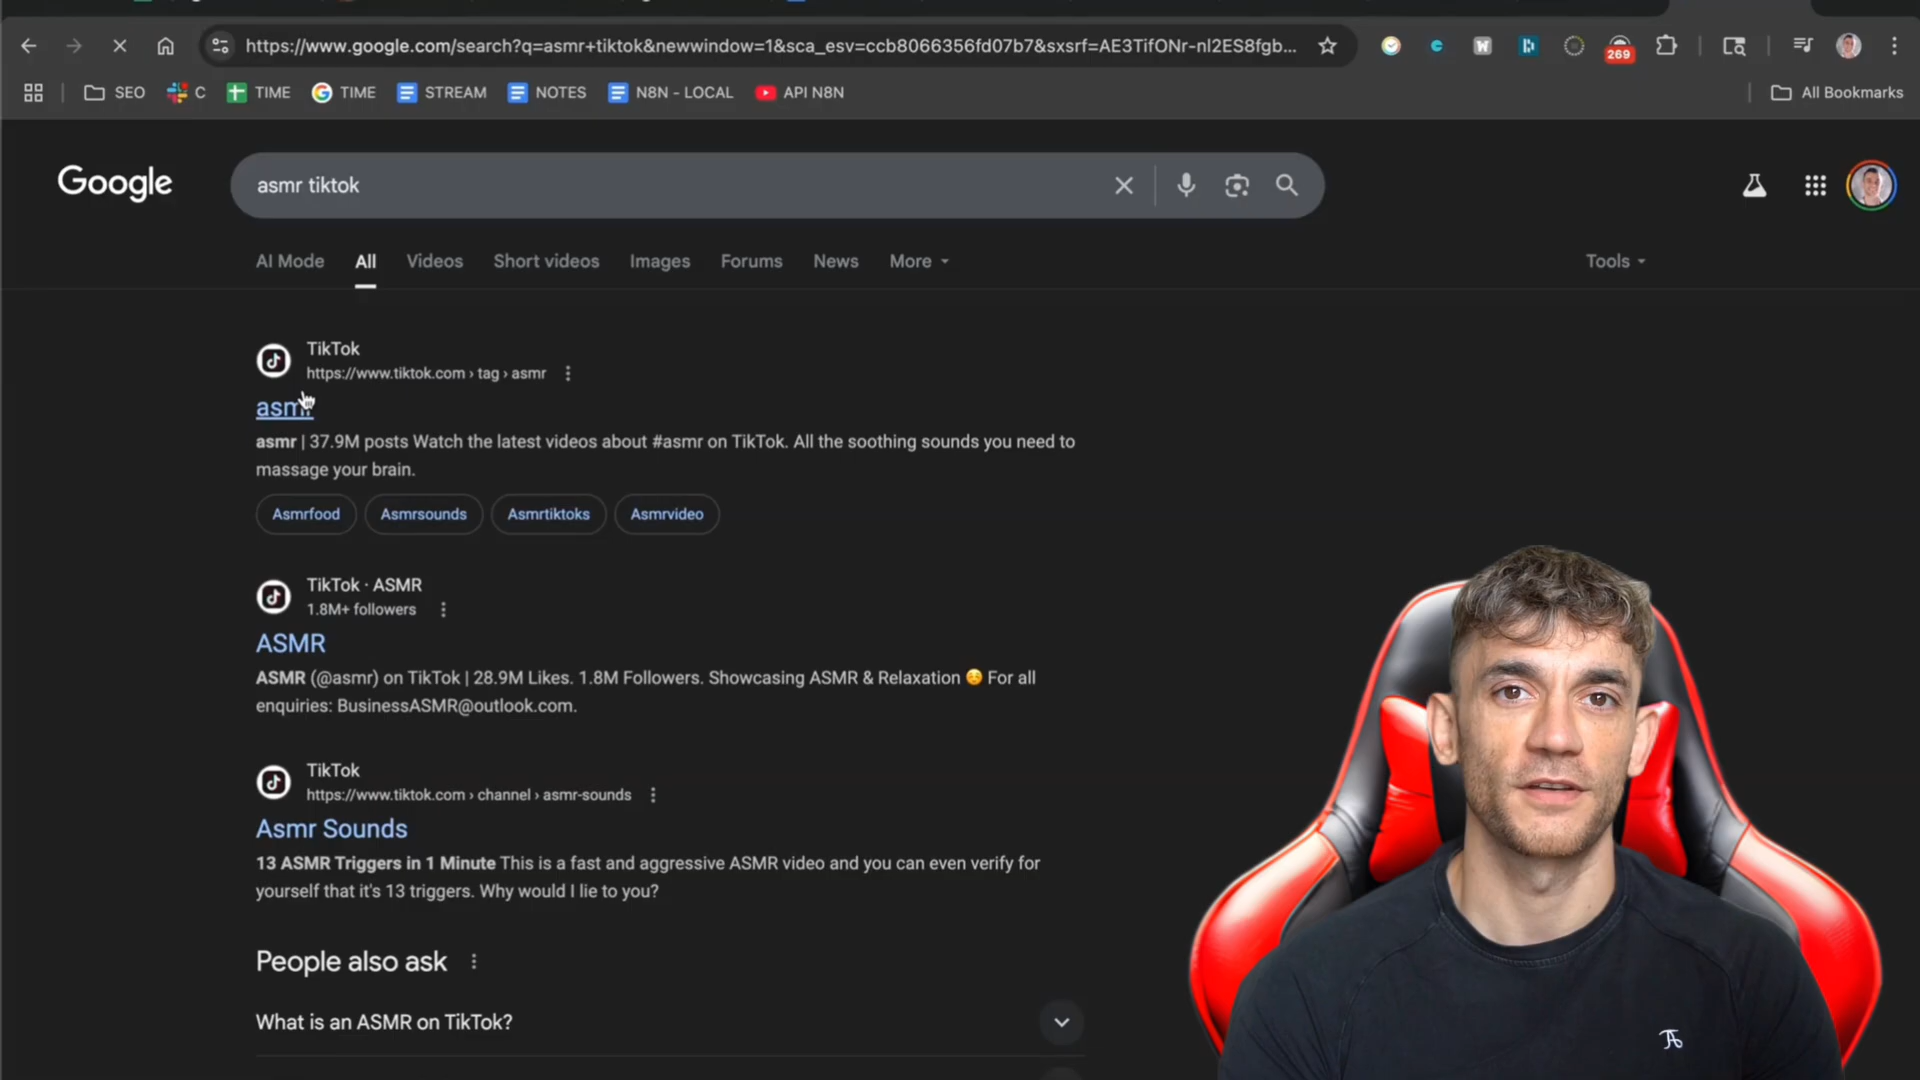 https://www.google.com/search?q=asmr+tiktok&newwindow=1&sca_esv=ccb8066356fd07b7&sxsrf=AE3TifONr-nl2ES8fgb...
269
SEO
C
TIME
TIME
STREAM
NOTES
N8N - LOCAL
API N8N
All Bookmarks
Google
asmr tiktok
AI Mode
All
Videos
Short videos
Images
Forums
News
More
Tools
TikTok
https://www.tiktok.com › tag › asmr
asmr
asmr | 37.9M posts Watch the latest videos about #asmr on TikTok. All the soothing sounds you need to
massage your brain.
Asmrfood
Asmrsounds
Asmrtiktoks
Asmrvideo
TikTok · ASMR
1.8M+ followers
ASMR
ASMR (@asmr) on TikTok | 28.9M Likes. 1.8M Followers. Showcasing ASMR & Relaxation 😌 For all
enquiries: BusinessASMR@outlook.com.
TikTok
https://www.tiktok.com › channel › asmr-sounds
Asmr Sounds
13 ASMR Triggers in 1 Minute This is a fast and aggressive ASMR video and you can even verify for
yourself that it's 13 triggers. Why would I lie to you?
People also ask
What is an ASMR on TikTok?